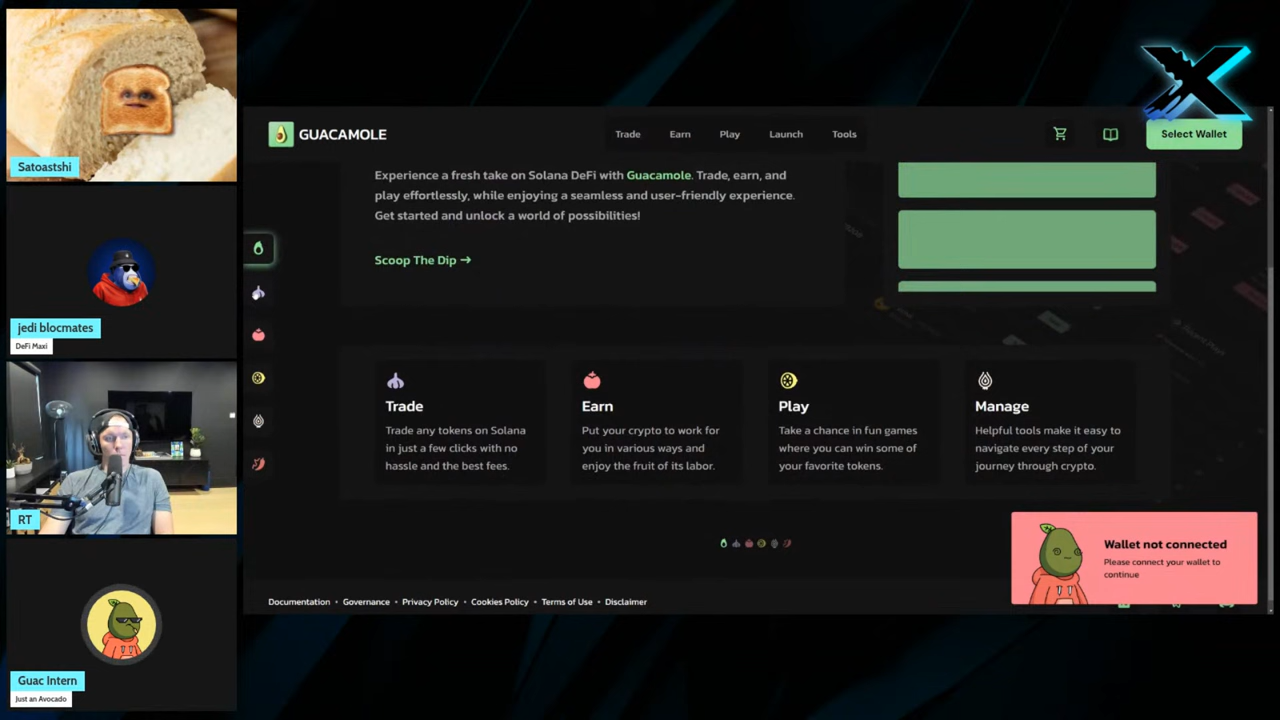 Satoastshi
jedi blocmates
DeFi Maxi
RT
Guac Intern
Just an Avocado
GUACAMOLE
Trade
Earn
Play
Launch
Tools
Select Wallet
Experience a fresh take on Solana DeFi with Guacamole. Trade, earn, and
play effortlessly, while enjoying a seamless and user-friendly experience.
Get started and unlock a world of possibilities!
Scoop The Dip →
Trade
Trade any tokens on Solana
in just a few clicks with no
hassle and the best fees.
Earn
Put your crypto to work for
you in various ways and
enjoy the fruit of its labor.
Play
Take a chance in fun games
where you can win some of
your favorite tokens.
Manage
Helpful tools make it easy to
navigate every step of your
journey through crypto.
Wallet not connected
Please connect your wallet to
continue
Documentation • Governance • Privacy Policy • Cookies Policy • Terms of Use • Disclaimer